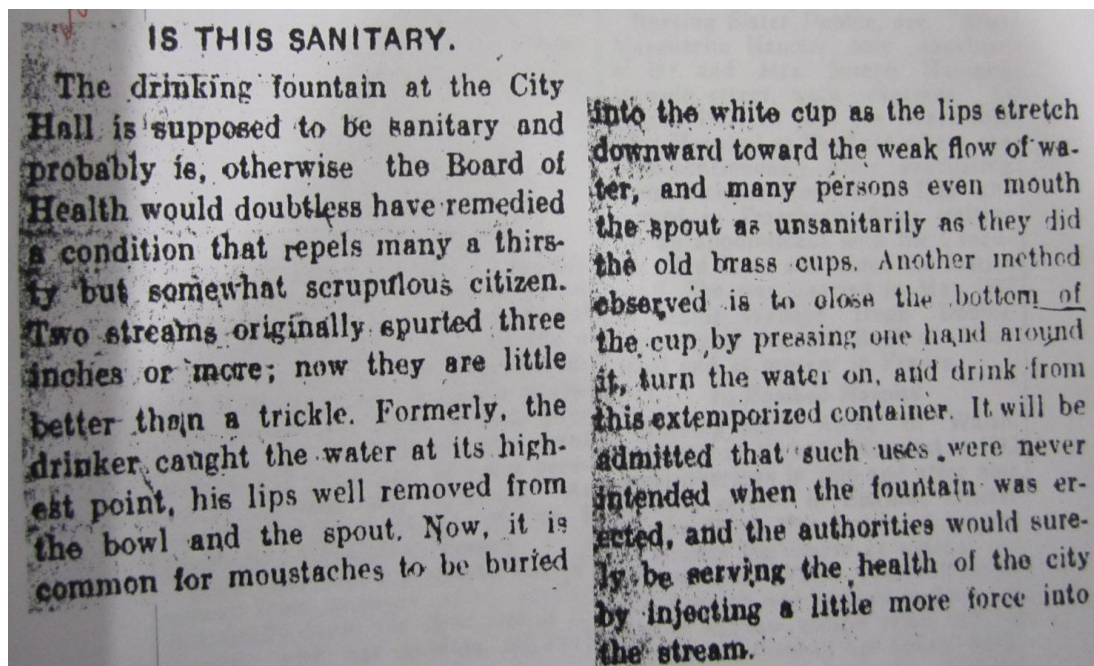 IS THIS SANITARY.
The drinking fountain at the City
Hall is supposed to be sanitary and
probably is, otherwise the Board of
Health would doubtless have remedied
a condition that repels many a thirs-
ty but somewhat scrupulous citizen.
Two streams originally spurted three
inches or more; now they are little
better than a trickle. Formerly, the
drinker caught the water at its high-
est point, his lips well removed from
the bowl and the spout. Now, it is
common for moustaches to be buried
into the white cup as the lips stretch
downward toward the weak flow of wa-
ter, and many persons even mouth
the spout as unsanitarily as they did
the old brass cups. Another method
observed is to close the bottom of
the cup by pressing one hand around
it, turn the water on, and drink from
this extemporized container. It will be
admitted that such uses were never
intended when the fountain was er-
ected, and the authorities would sure-
ly be serving the health of the city
by injecting a little more force into
the stream.